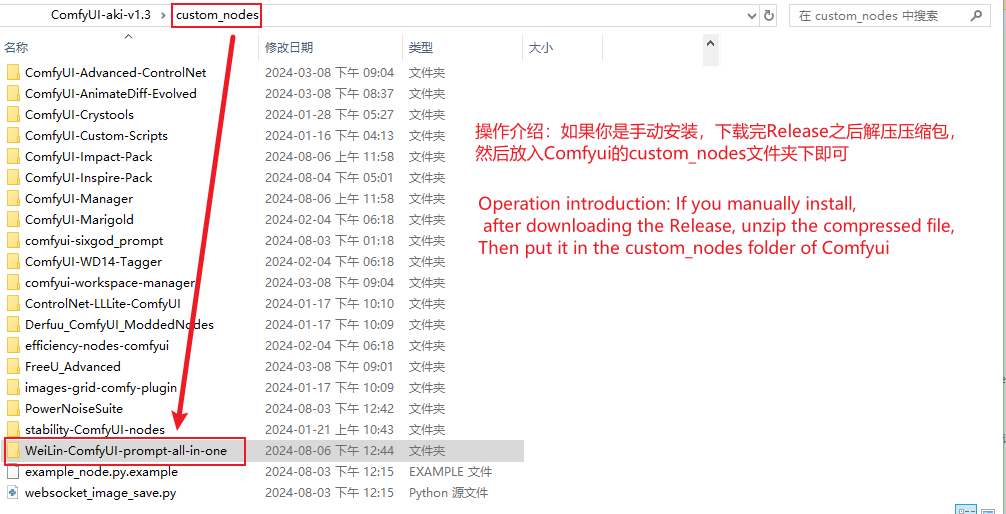 ComfyUI-aki-v1.3 > custom_nodes
在 custom_nodes 中搜索
名称 修改日期 类型 大小
ComfyUI-Advanced-ControlNet 2024-03-08 下午 09:04 文件夹
ComfyUI-AnimateDiff-Evolved 2024-03-08 下午 08:37 文件夹
ComfyUI-Crystools 2024-01-28 下午 05:27 文件夹
ComfyUI-Custom-Scripts 2024-01-16 下午 04:13 文件夹
ComfyUI-Impact-Pack 2024-08-06 上午 11:58 文件夹
ComfyUI-Inspire-Pack 2024-08-04 下午 05:01 文件夹
ComfyUI-Manager 2024-08-06 上午 11:58 文件夹
ComfyUI-Marigold 2024-02-04 下午 06:18 文件夹
comfyui-sixgod_prompt 2024-08-03 下午 01:18 文件夹
ComfyUI-WD14-Tagger 2024-02-04 下午 06:18 文件夹
comfyui-workspace-manager 2024-03-08 下午 09:04 文件夹
ControlNet-LLLite-ComfyUI 2024-01-17 下午 10:10 文件夹
Derfuu_ComfyUI_ModdedNodes 2024-01-17 下午 10:09 文件夹
efficiency-nodes-comfyui 2024-02-04 下午 06:18 文件夹
FreeU_Advanced 2024-03-08 下午 09:01 文件夹
images-grid-comfy-plugin 2024-01-17 下午 10:09 文件夹
PowerNoiseSuite 2024-08-03 下午 12:42 文件夹
stability-ComfyUI-nodes 2024-01-21 上午 10:43 文件夹
WeiLin-ComfyUI-prompt-all-in-one 2024-08-06 下午 12:44 文件夹
example_node.py.example 2024-08-03 下午 12:15 EXAMPLE 文件
websocket_image_save.py 2024-08-03 下午 12:15 Python 源文件
操作介绍：如果你是手动安装，下载完Release之后解压压缩包，
然后放入Comfyui的custom_nodes文件夹下即可
Operation introduction: If you manually install,
after downloading the Release, unzip the compressed file,
Then put it in the custom_nodes folder of Comfyui